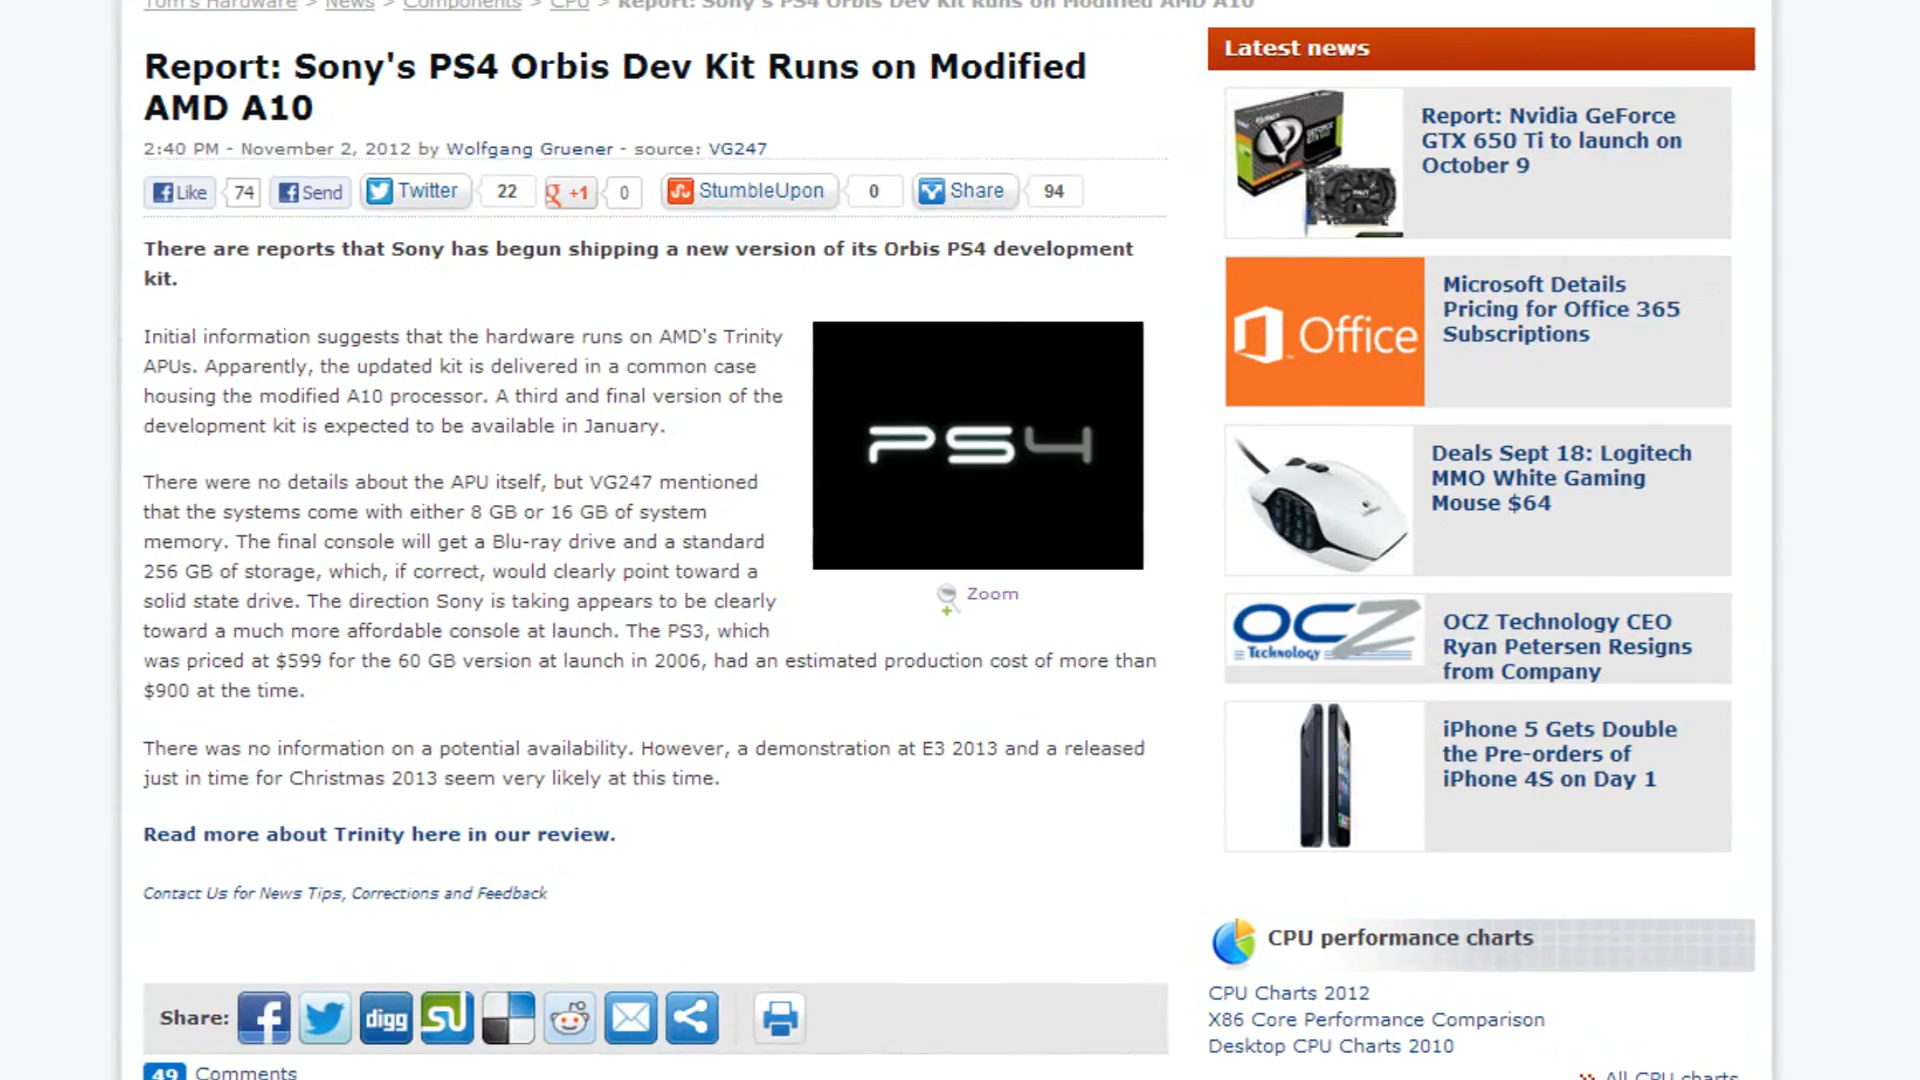 Tom's Hardware > News > Components > CPU > Report: Sony's PS4 Orbis Dev Kit Runs on Modified AMD A10
Report: Sony's PS4 Orbis Dev Kit Runs on Modified
AMD A10
2:40 PM - November 2, 2012 by Wolfgang Gruener - source: VG247
Like 74 Send Twitter 22 +1 0 StumbleUpon 0 Share 94
There are reports that Sony has begun shipping a new version of its Orbis PS4 development
kit.
Initial information suggests that the hardware runs on AMD's Trinity
APUs. Apparently, the updated kit is delivered in a common case
housing the modified A10 processor. A third and final version of the
development kit is expected to be available in January.
PS4
Zoom
There were no details about the APU itself, but VG247 mentioned
that the systems come with either 8 GB or 16 GB of system
memory. The final console will get a Blu-ray drive and a standard
256 GB of storage, which, if correct, would clearly point toward a
solid state drive. The direction Sony is taking appears to be clearly
toward a much more affordable console at launch. The PS3, which
was priced at $599 for the 60 GB version at launch in 2006, had an estimated production cost of more than
$900 at the time.
There was no information on a potential availability. However, a demonstration at E3 2013 and a released
just in time for Christmas 2013 seem very likely at this time.
Read more about Trinity here in our review.
Contact Us for News Tips, Corrections and Feedback
Share: digg
49 Comments
Latest news
Report: Nvidia GeForce
GTX 650 Ti to launch on
October 9
Office
Microsoft Details
Pricing for Office 365
Subscriptions
Deals Sept 18: Logitech
MMO White Gaming
Mouse $64
OCZ
Technology
OCZ Technology CEO
Ryan Petersen Resigns
from Company
iPhone 5 Gets Double
the Pre-orders of
iPhone 4S on Day 1
CPU performance charts
CPU Charts 2012
X86 Core Performance Comparison
Desktop CPU Charts 2010
All CPU charts